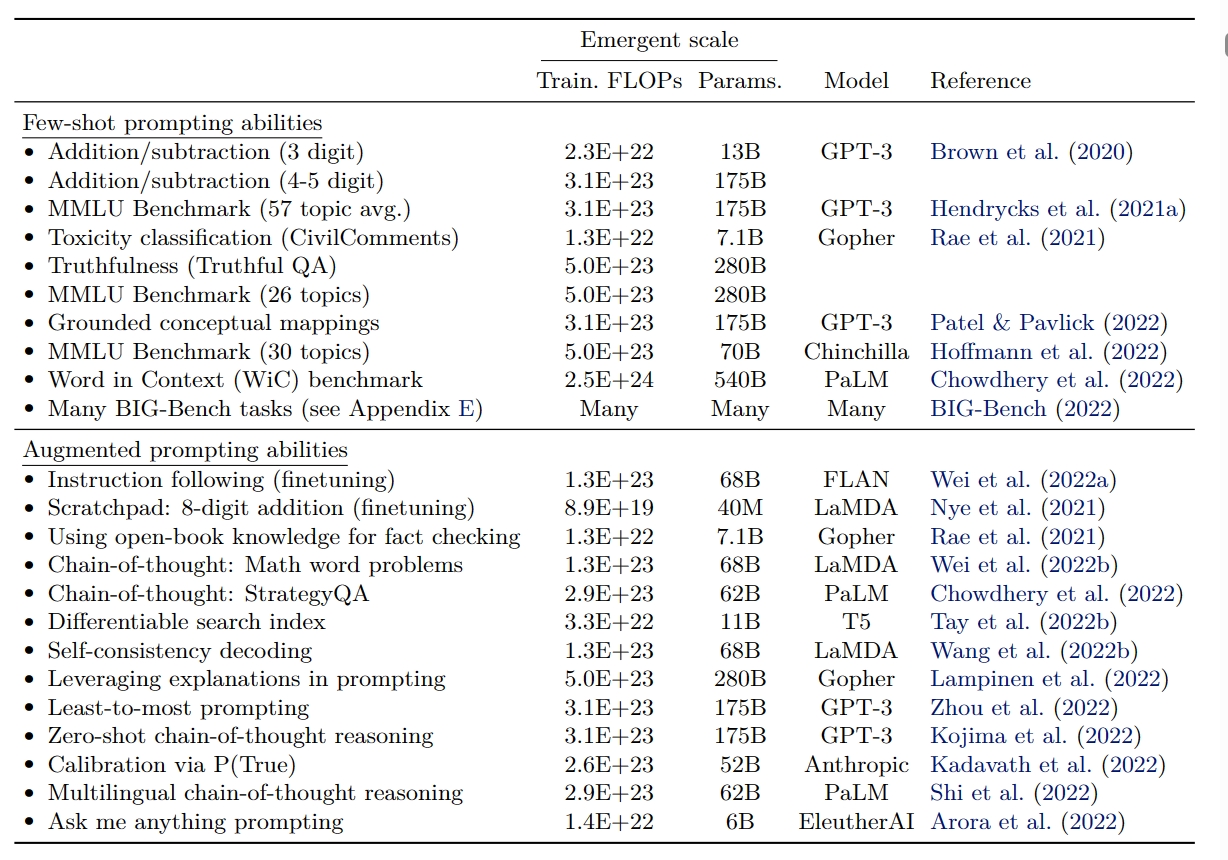 Emergent scale
Train. FLOPs Params. Model Reference
Few-shot prompting abilities
• Addition/subtraction (3 digit) 2.3E+22 13B GPT-3 Brown et al. (2020)
• Addition/subtraction (4-5 digit) 3.1E+23 175B
• MMLU Benchmark (57 topic avg.) 3.1E+23 175B GPT-3 Hendrycks et al. (2021a)
• Toxicity classification (CivilComments) 1.3E+22 7.1B Gopher Rae et al. (2021)
• Truthfulness (Truthful QA) 5.0E+23 280B
• MMLU Benchmark (26 topics) 5.0E+23 280B
• Grounded conceptual mappings 3.1E+23 175B GPT-3 Patel & Pavlick (2022)
• MMLU Benchmark (30 topics) 5.0E+23 70B Chinchilla Hoffmann et al. (2022)
• Word in Context (WiC) benchmark 2.5E+24 540B PaLM Chowdhery et al. (2022)
• Many BIG-Bench tasks (see Appendix E) Many Many Many BIG-Bench (2022)
Augmented prompting abilities
• Instruction following (finetuning) 1.3E+23 68B FLAN Wei et al. (2022a)
• Scratchpad: 8-digit addition (finetuning) 8.9E+19 40M LaMDA Nye et al. (2021)
• Using open-book knowledge for fact checking 1.3E+22 7.1B Gopher Rae et al. (2021)
• Chain-of-thought: Math word problems 1.3E+23 68B LaMDA Wei et al. (2022b)
• Chain-of-thought: StrategyQA 2.9E+23 62B PaLM Chowdhery et al. (2022)
• Differentiable search index 3.3E+22 11B T5 Tay et al. (2022b)
• Self-consistency decoding 1.3E+23 68B LaMDA Wang et al. (2022b)
• Leveraging explanations in prompting 5.0E+23 280B Gopher Lampinen et al. (2022)
• Least-to-most prompting 3.1E+23 175B GPT-3 Zhou et al. (2022)
• Zero-shot chain-of-thought reasoning 3.1E+23 175B GPT-3 Kojima et al. (2022)
• Calibration via P(True) 2.6E+23 52B Anthropic Kadavath et al. (2022)
• Multilingual chain-of-thought reasoning 2.9E+23 62B PaLM Shi et al. (2022)
• Ask me anything prompting 1.4E+22 6B EleutherAI Arora et al. (2022)